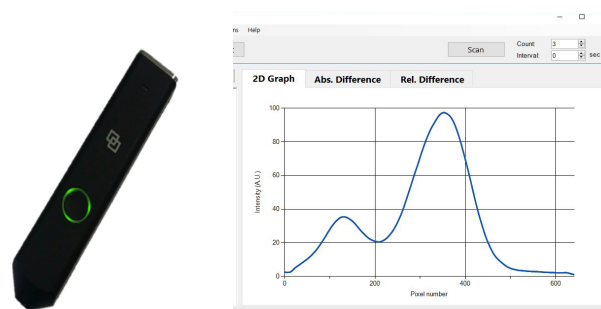 ns Help
Scan
Count 3
Interval 0 sec
2D Graph Abs. Difference Rel. Difference
100
80
60
40
20
0
Intensity (A.U.)
0 200 400 600
Pixel number